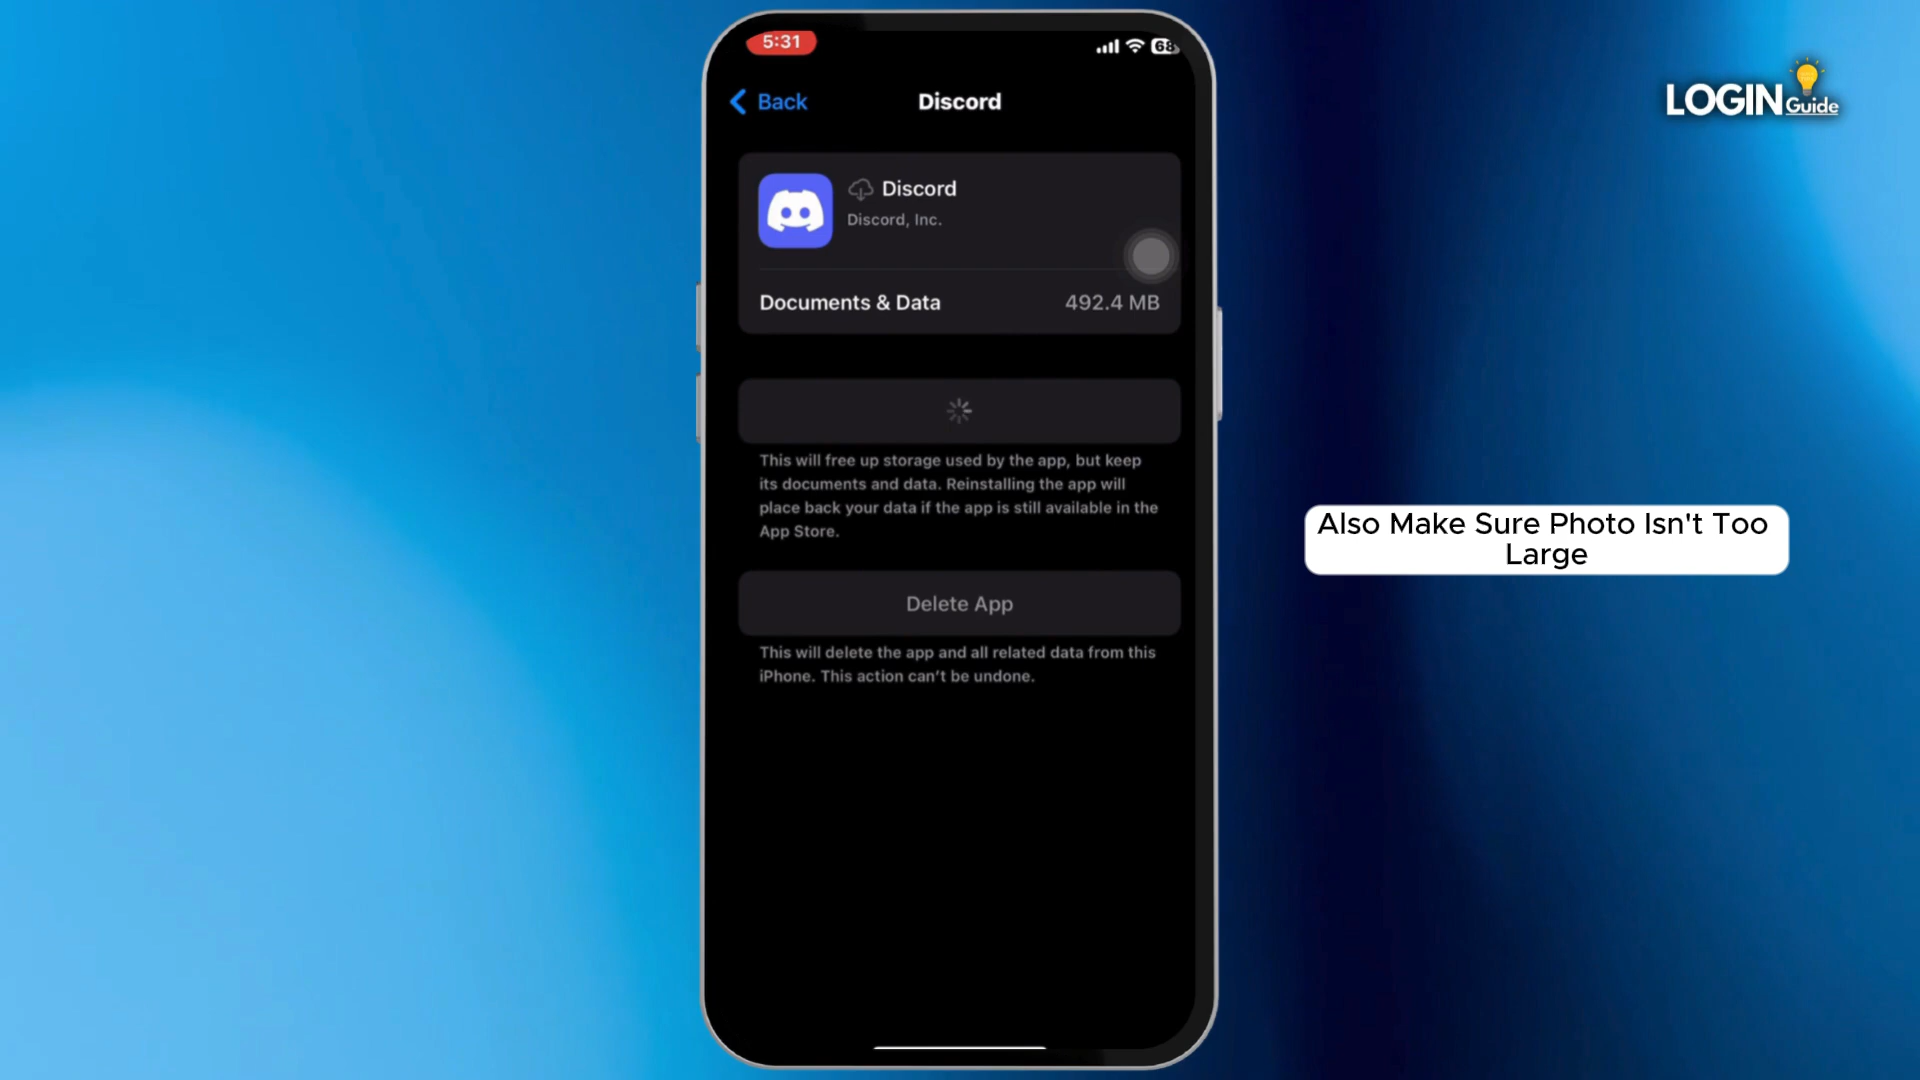 5:31
68
Back
Discord
LOGIN Guide
Discord
Discord, Inc.
Documents & Data
492.4 MB
This will free up storage used by the app, but keep
its documents and data. Reinstalling the app will
place back your data if the app is still available in the
App Store.
Also Make Sure Photo Isn't Too
Large
Delete App
This will delete the app and all related data from this
iPhone. This action can't be undone.